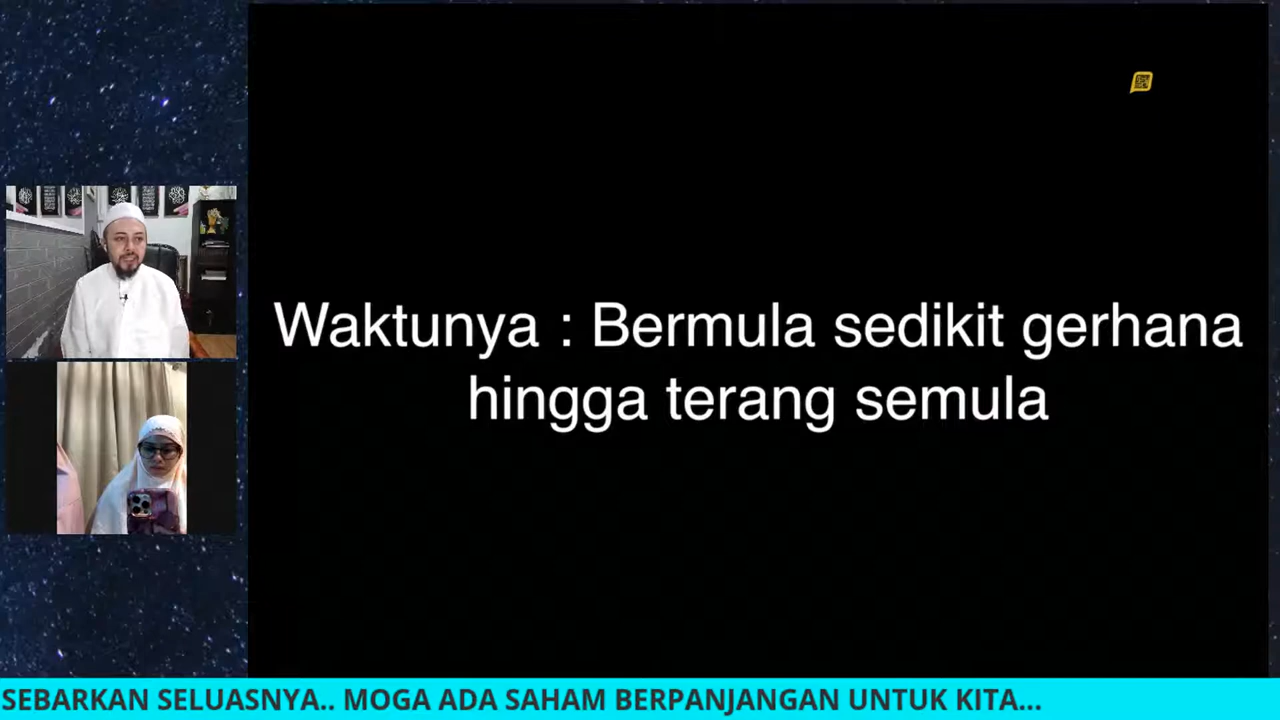 Waktunya : Bermula sedikit gerhana
hingga terang semula
SEBARKAN SELUASNYA.. MOGA ADA SAHAM BERPANJANGAN UNTUK KITA...